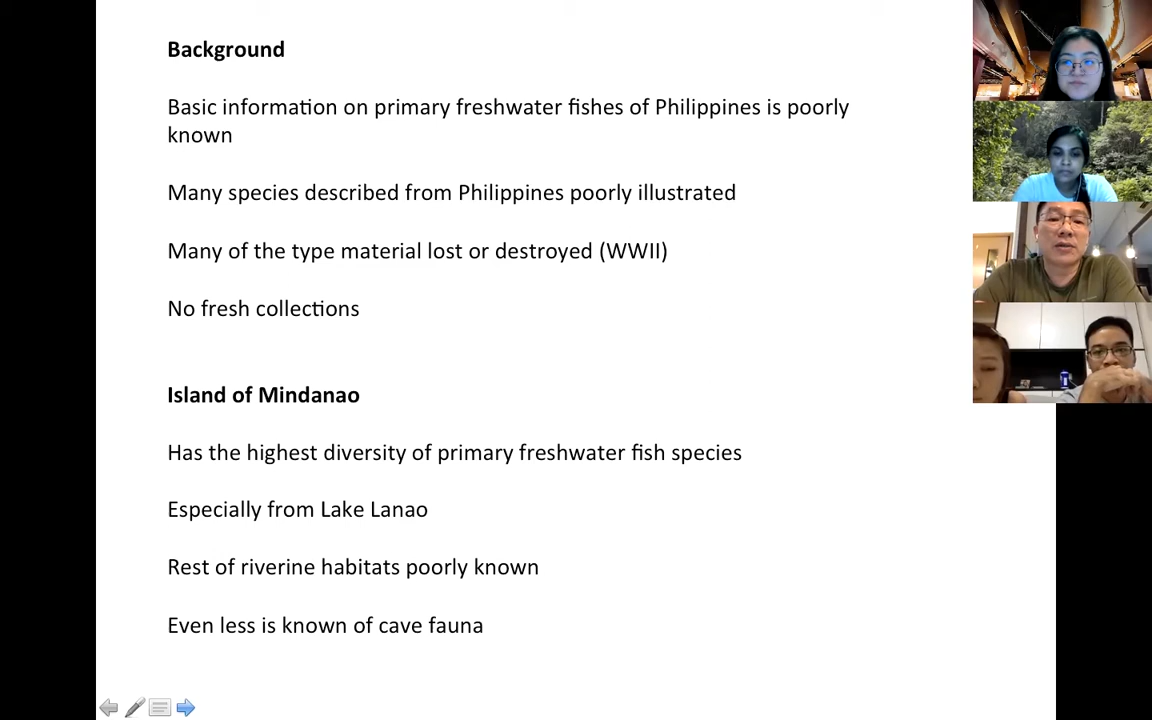 Background
Basic information on primary freshwater fishes of Philippines is poorly
known
Many species described from Philippines poorly illustrated
Many of the type material lost or destroyed (WWII)
No fresh collections
Island of Mindanao
Has the highest diversity of primary freshwater fish species
Especially from Lake Lanao
Rest of riverine habitats poorly known
Even less is known of cave fauna